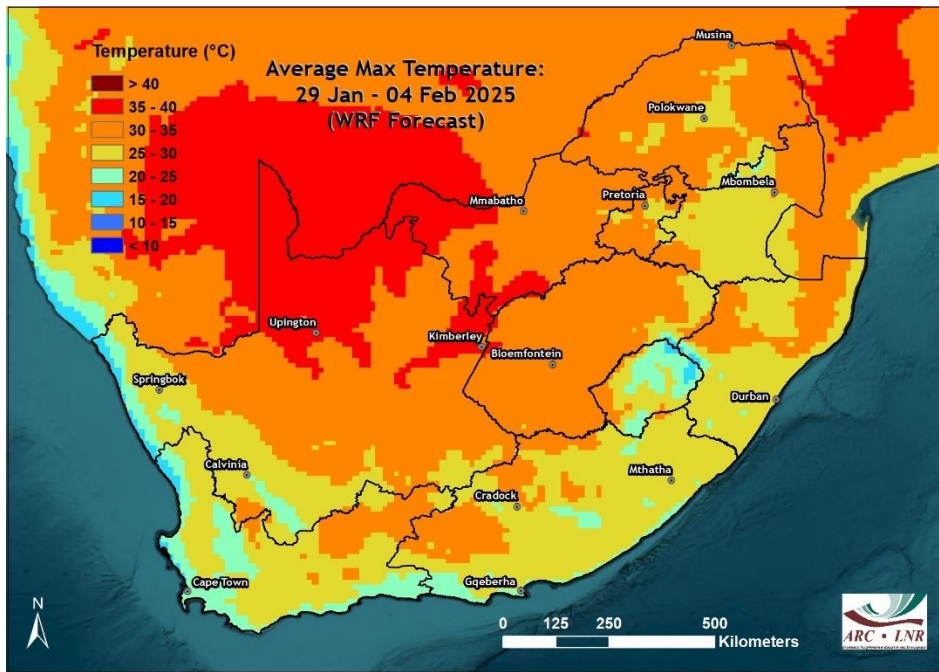 Temperature (°C)
> 40
35 - 40
30 - 35
25 - 30
20 - 25
15 - 20
10 - 15
< 10
Average Max Temperature:
29 Jan - 04 Feb 2025
(WRF Forecast)
Musina
Polokwane
Mbombela
Pretoria
Mmabatho
Upington
Kimberley
Bloemfontein
Springbok
Durban
Calvinia
Mthatha
Cradock
Cape Town
Gqeberha
N
0 125 250 500
Kilometers
ARC • LNR